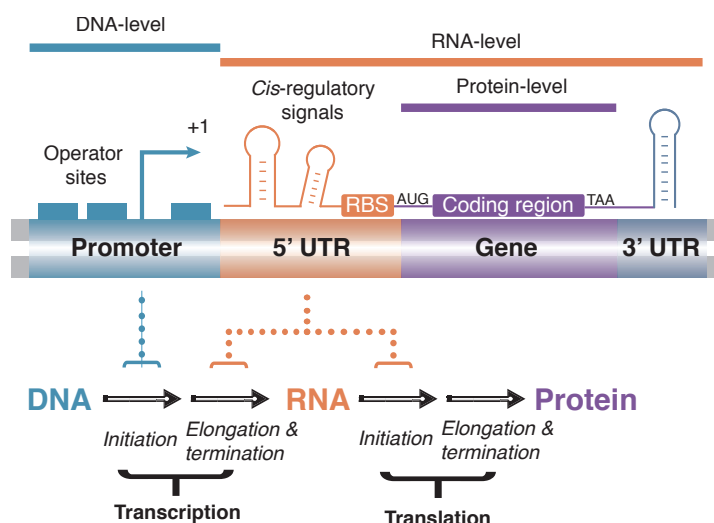 DNA-level
RNA-level
Cis-regulatory
signals
Protein-level
+1
Operator
sites
RBS
AUG
Coding region
TAA
Promoter
5' UTR
Gene
3' UTR
DNA
RNA
Protein
Initiation
Elongation &
termination
Initiation
Elongation &
termination
Transcription
Translation